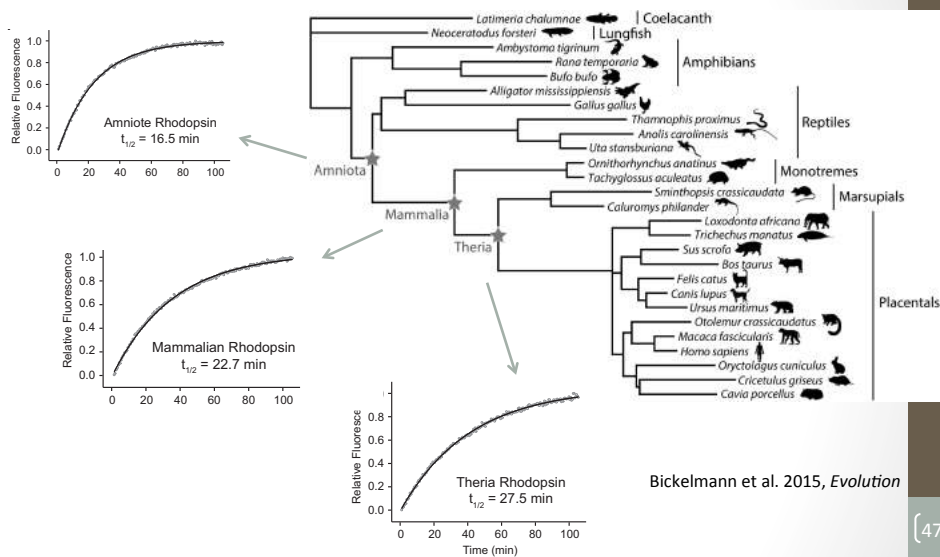 Relative Fluorescence
1.0
0.8
0.6
0.4
0.2
0.0
0 20 40 60 80 100
Amniote Rhodopsin
t1/2 = 16.5 min
Latimeria chalumnae
Coelacanth
Neoceratodus forsteri
Lungfish
Ambystoma tigrinum
Rana temporaria
Bufo bufo
Amphibians
Alligator mississippiensis
Gallus gallus
Thamnophis proximus
Anolis carolinensis
Uta stansburiana
Reptiles
Ornithorhynchus anatinus
Tachyglossus aculeatus
Monotremes
Sminthopsis crassicaudata
Caluromys philander
Marsupials
Loxodonta africana
Trichechus manatus
Sus scrofa
Bos taurus
Felis catus
Canis lupus
Ursus maritimus
Otolemur crassicaudatus
Macaca fascicularis
Homo sapiens
Oryctolagus cuniculus
Cricetulus griseus
Cavia porcellus
Placentals
Amniota
Mammalia
Theria
Relative Fluorescence
1.0
0.8
0.6
0.4
0.2
0.0
0 20 40 60 80 100
Mammalian Rhodopsin
t1/2 = 22.7 min
Relative Fluorescence
0.8
0.6
0.4
0.2
0.0
0 20 40 60 80 100
Time (min)
Theria Rhodopsin
t1/2 = 27.5 min
Bickelmann et al. 2015, Evolution
47